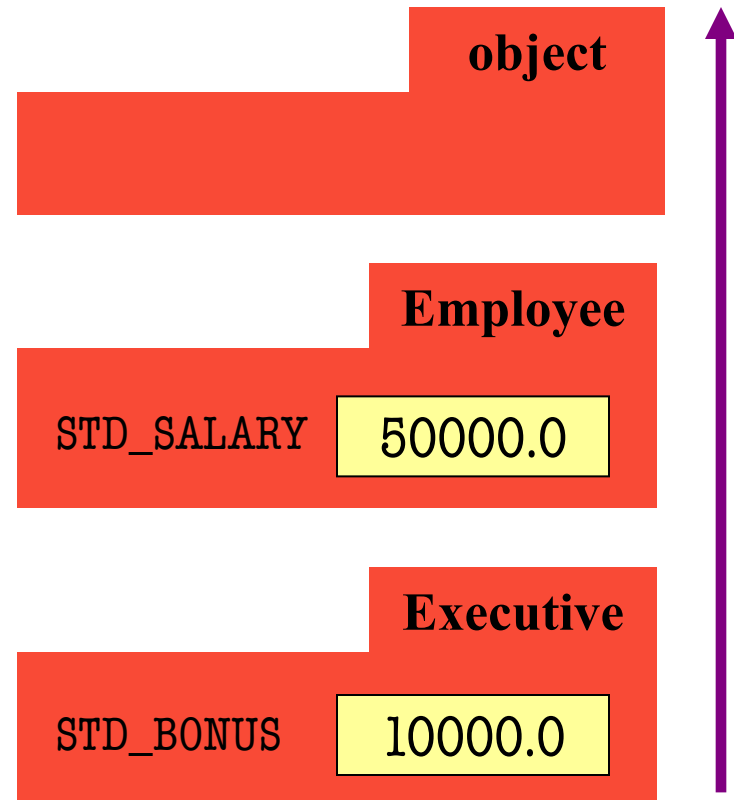 object
Employee
STD_SALARY 50000.0
Executive
STD_BONUS 10000.0